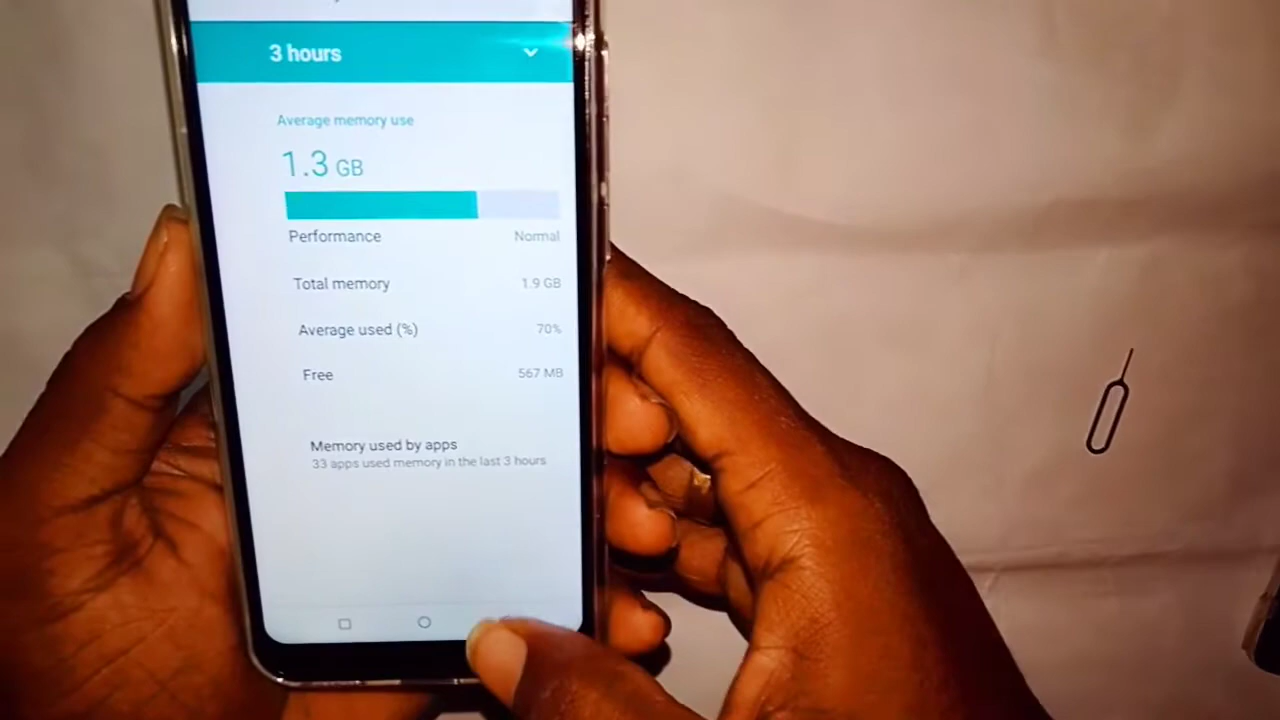 3 hours
Average memory use
1.3 GB
Performance Normal
Total memory 1.9 GB
Average used (%) 70%
Free 567 MB
Memory used by apps
33 apps used memory in the last 3 hours